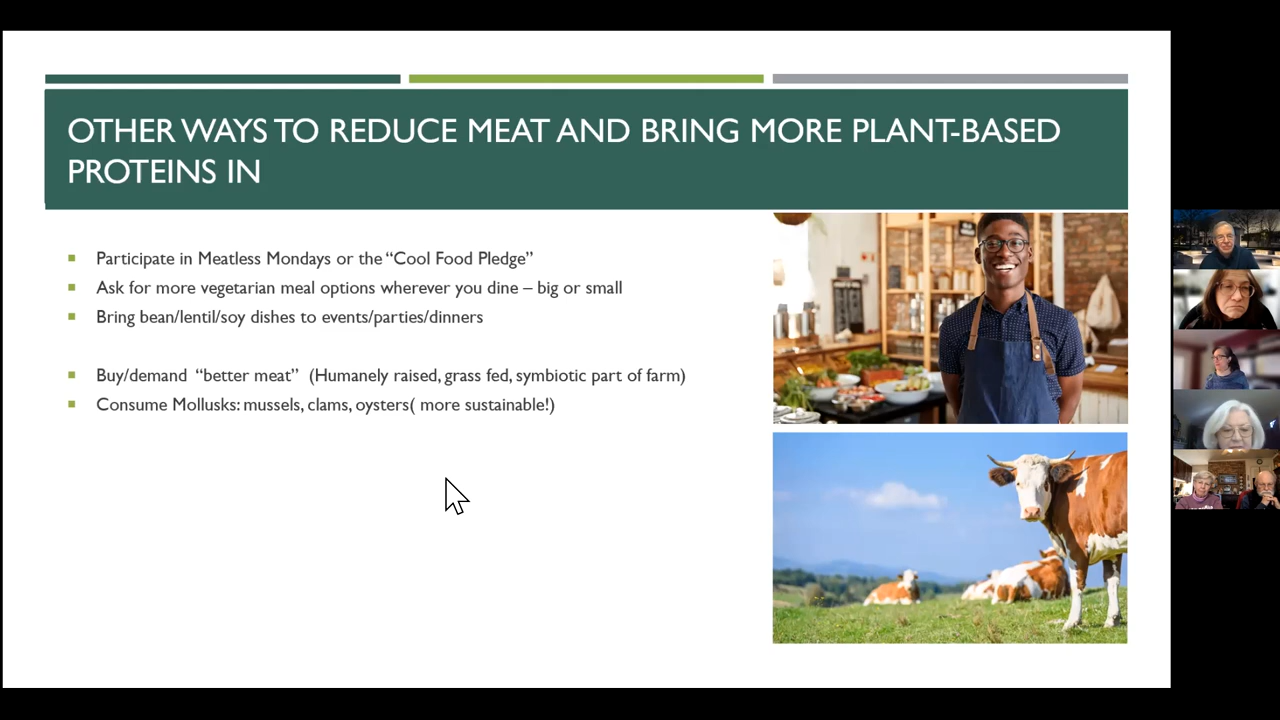 OTHER WAYS TO REDUCE MEAT AND BRING MORE PLANT-BASED
PROTEINS IN
Participate in Meatless Mondays or the “Cool Food Pledge”
Ask for more vegetarian meal options wherever you dine – big or small
Bring bean/lentil/soy dishes to events/parties/dinners
Buy/demand “better meat” (Humanely raised, grass fed, symbiotic part of farm)
Consume Mollusks: mussels, clams, oysters( more sustainable!)